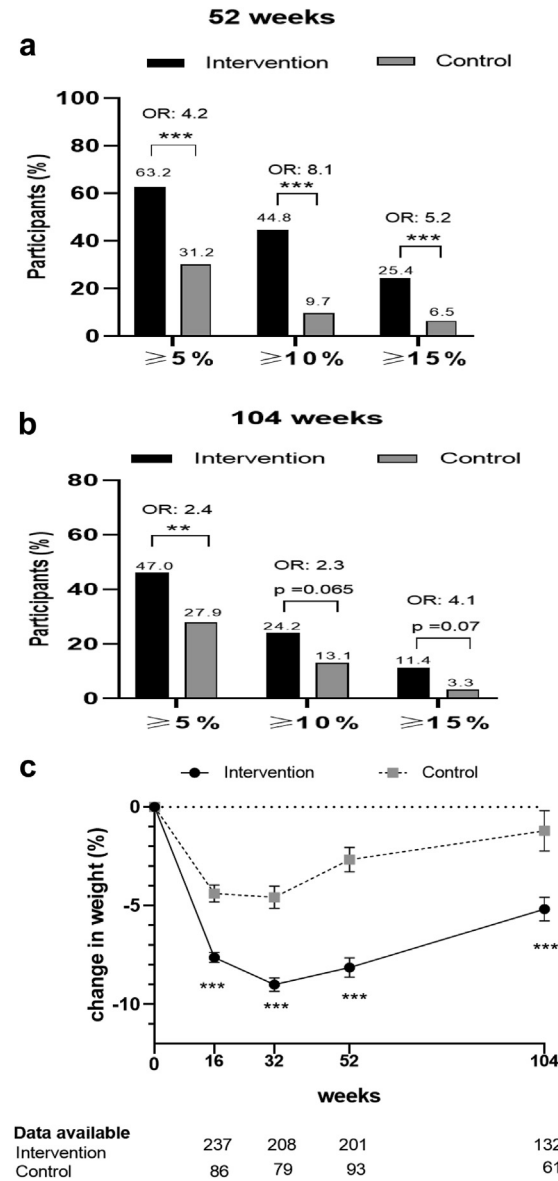 52 weeks
a
Intervention Control
Participants (%)
100
80
60
40
20
0
OR: 4.2
***
63.2
31.2
OR: 8.1
***
44.8
9.7
OR: 5.2
***
25.4
6.5
⩾5% ⩾10% ⩾15%
104 weeks
b
Intervention Control
Participants (%)
80
60
40
20
0
OR: 2.4
**
47.0
27.9
OR: 2.3
p =0.065
24.2
13.1
OR: 4.1
p =0.07
11.4
3.3
⩾5% ⩾10% ⩾15%
c
Intervention Control
change in weight (%)
0
-5
-10
*** *** *** ***
0 16 32 52 104
weeks
Data available
Intervention 237 208 201 132
Control 86 79 93 61